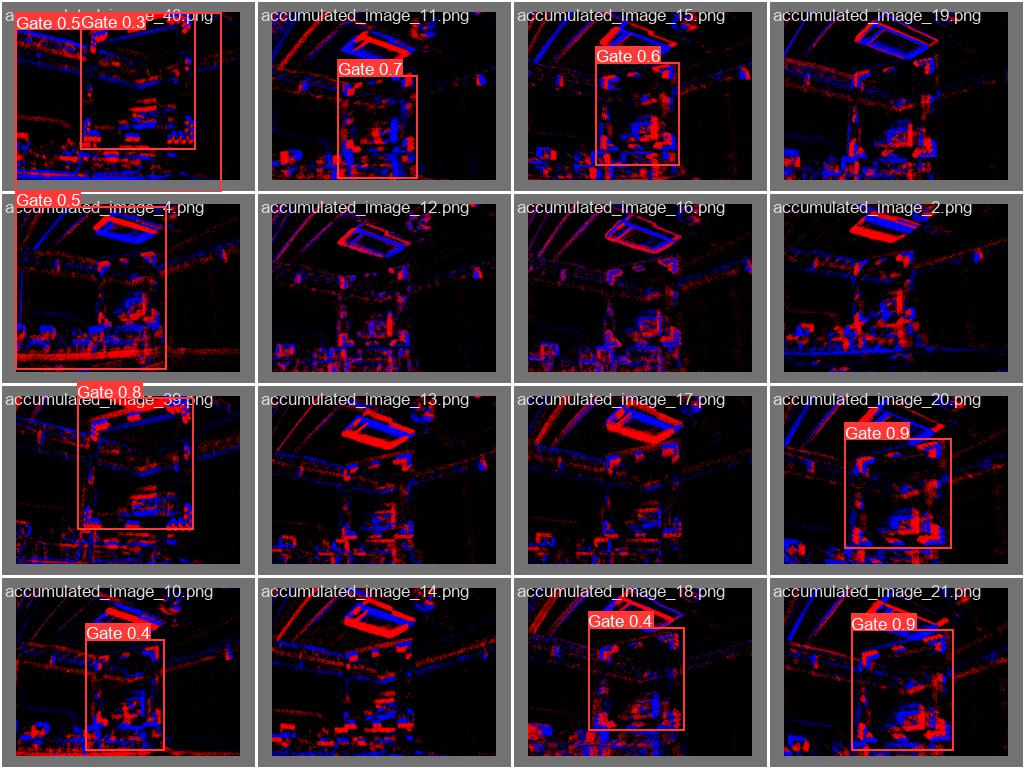 accumulated_image_40.png
Gate 0.5 Gate 0.3
accumulated_image_11.png
Gate 0.7
accumulated_image_15.png
Gate 0.6
accumulated_image_19.png
accumulated_image_4.png
Gate 0.5
accumulated_image_12.png
accumulated_image_16.png
accumulated_image_2.png
accumulated_image_39.png
Gate 0.8
accumulated_image_13.png
accumulated_image_17.png
accumulated_image_20.png
Gate 0.9
accumulated_image_10.png
Gate 0.4
accumulated_image_14.png
accumulated_image_18.png
Gate 0.4
accumulated_image_21.png
Gate 0.9